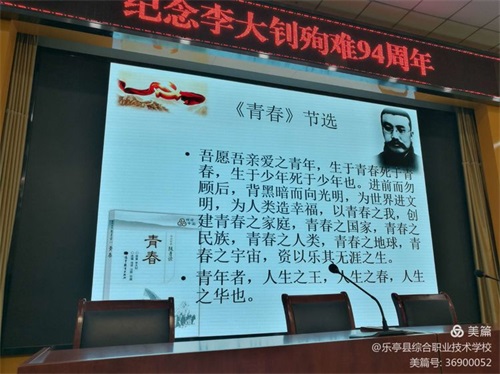 纪念李大钊殉难94周年
《青春》节选
• 吾愿吾亲爱之青年，生于青春死于青
春，生于少年死于少年也。进前而勿
顾后，背黑暗而向光明，为世界进文
明，为人类造幸福，以青春之我，创
建青春之家庭，青春之国家，青春之
民族，青春之人类，青春之地球，青
春之宇宙，资以乐其无涯之生。
• 青年者，人生之王，人生之春，人生
之华也。
青春
美篇
@乐亭县综合职业技术学校
美篇号: 36900052